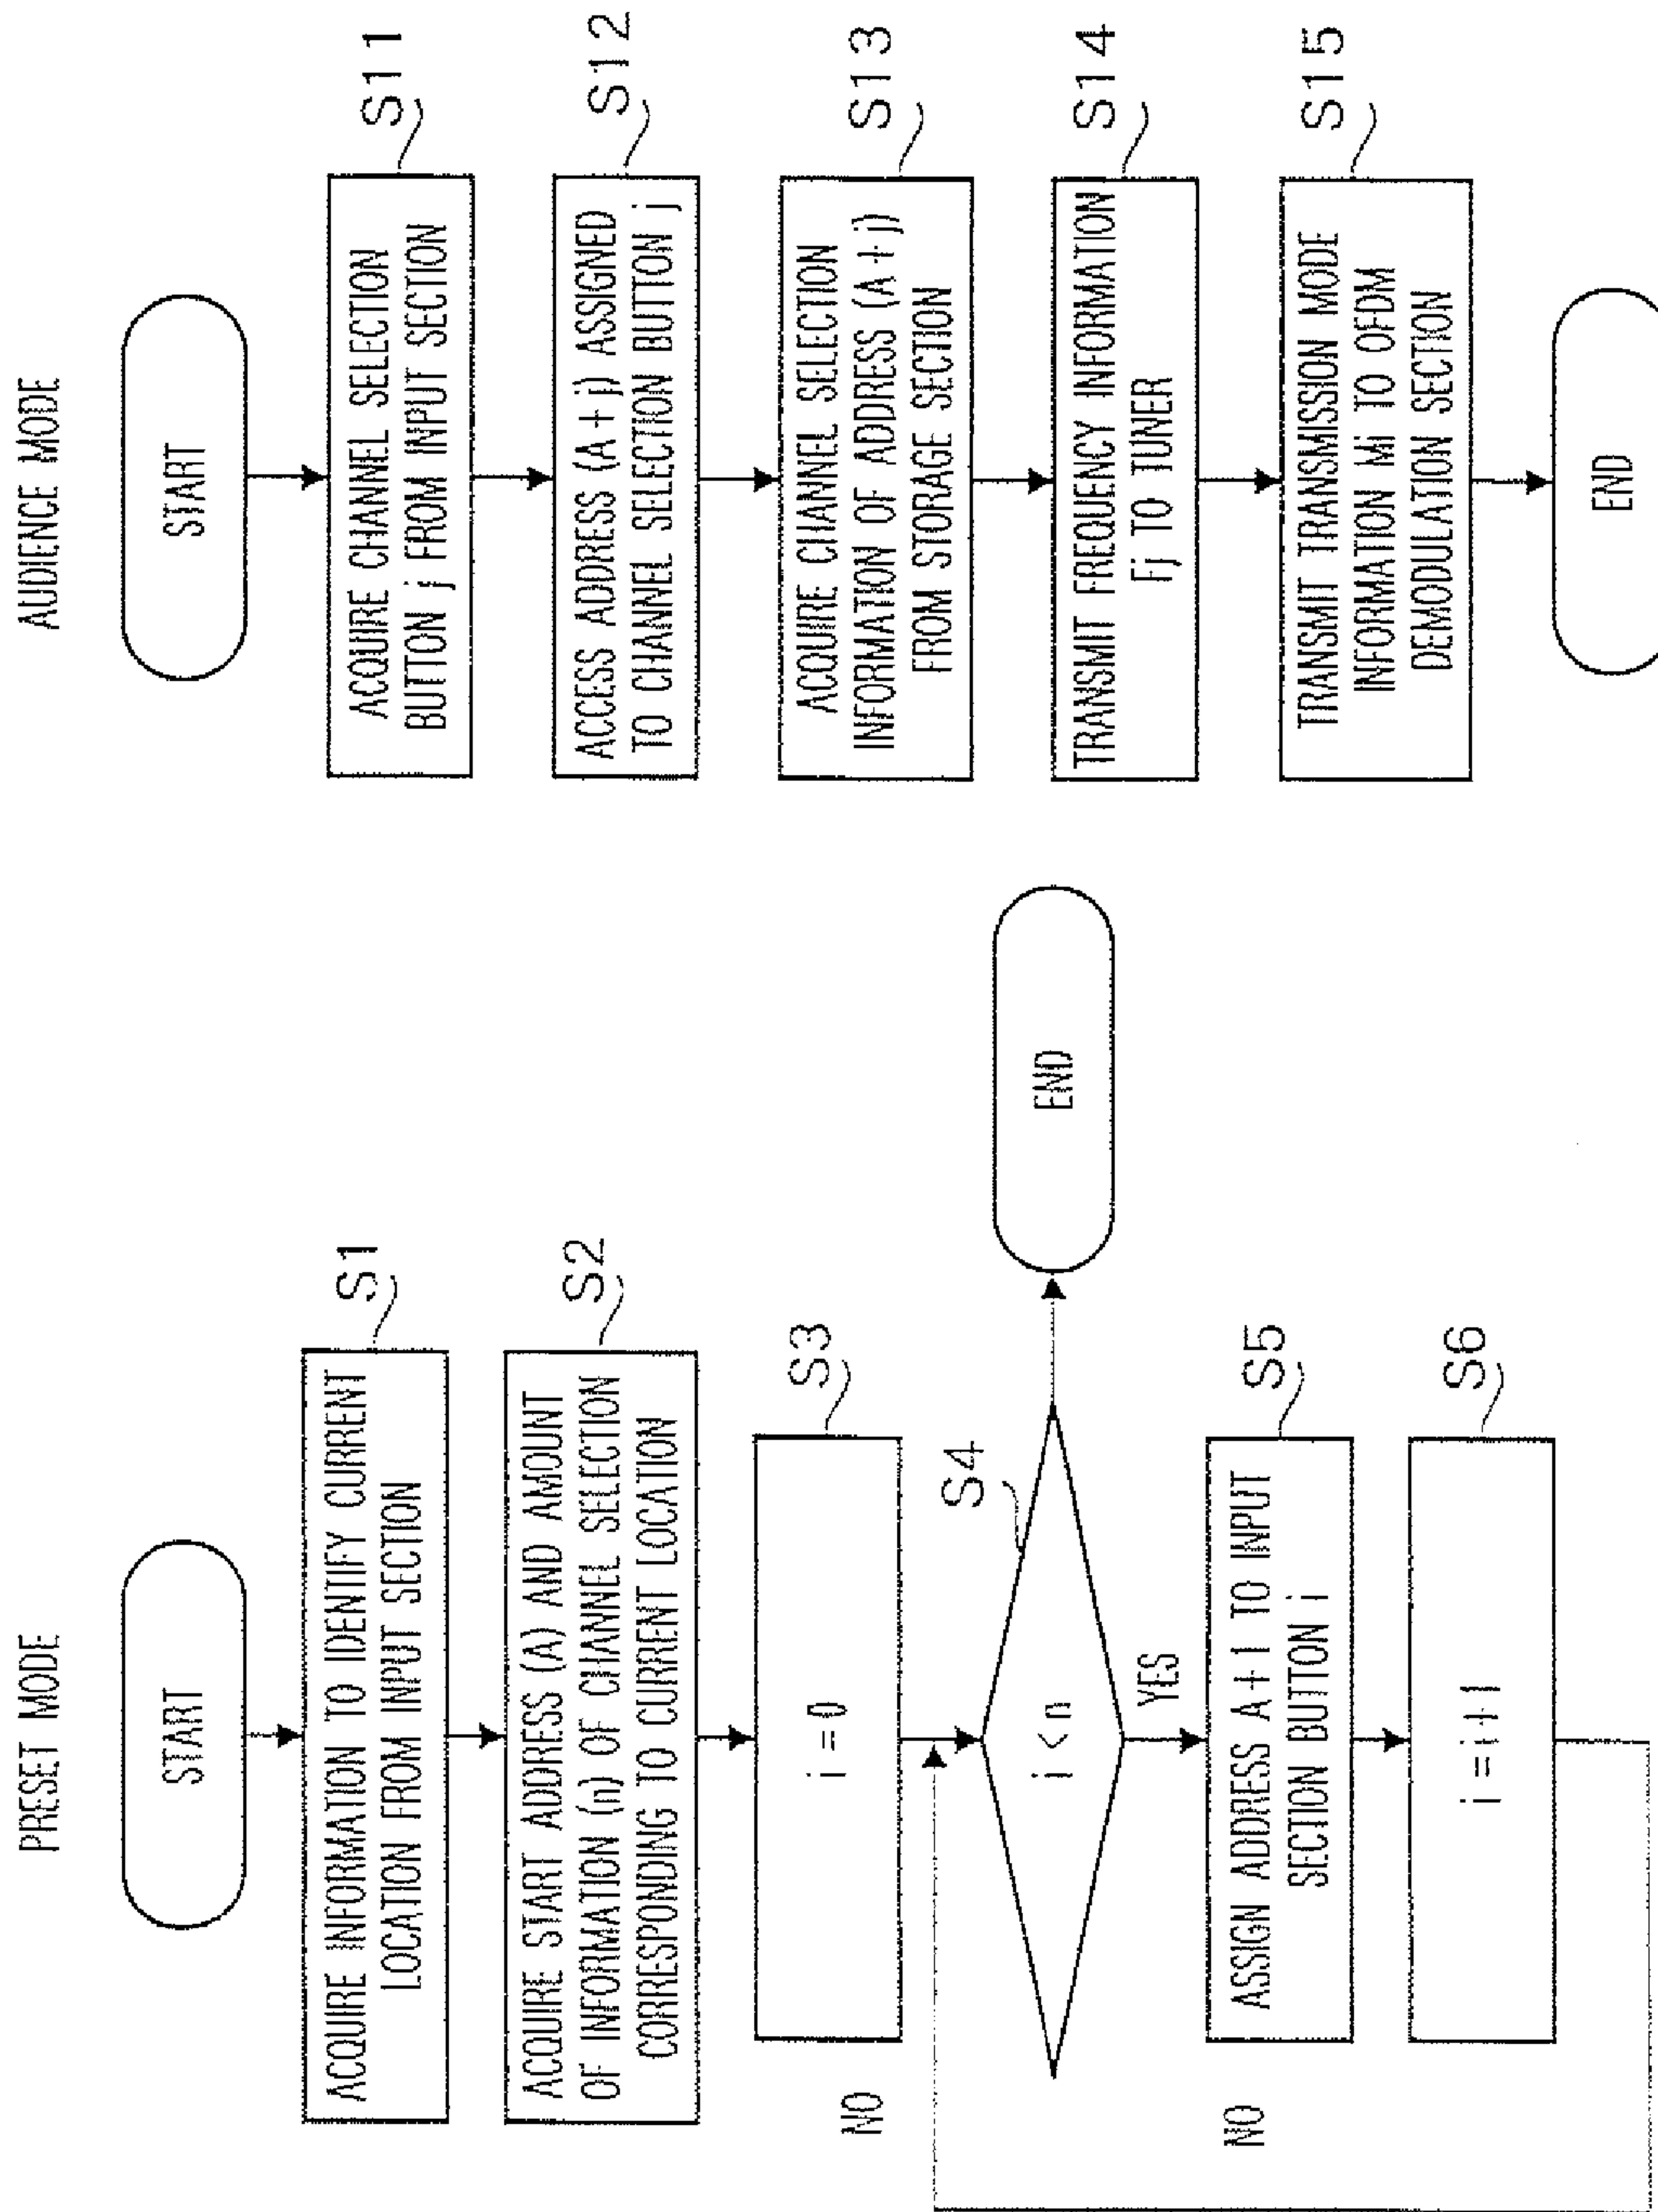 PRESET MODE
START
ACQUIRE INFORMATION TO IDENTIFY CURRENT
LOCATION FROM INPUT SECTION
S1
ACQUIRE START ADDRESS (A) AND AMOUNT
OF INFORMATION (n) OF CHANNEL SELECTION
CORRESPONDING TO CURRENT LOCATION
S2
i=0
S3
NO
i<n
S4
END
YES
ASSIGN ADDRESS A+1 TO INPUT
SECTION BUTTON i
S5
NO
i=i+1
S6
AUDIENCE MODE
START
ACQUIRE CHANNEL SELECTION
BUTTON j FROM INPUT SECTION
S11
ACCESS ADDRESS (A+j) ASSIGNED
TO CHANNEL SELECTION BUTTON j
S12
ACQUIRE CHANNEL SELECTION
INFORMATION OF ADDRESS (A+j)
FROM STORAGE SECTION
S13
TRANSMIT FREQUENCY INFORMATION
Fj TO TUNER
S14
TRANSMIT TRANSMISSION MODE
INFORMATION Mi TO OFDM
DEMODULATION SECTION
S15
END